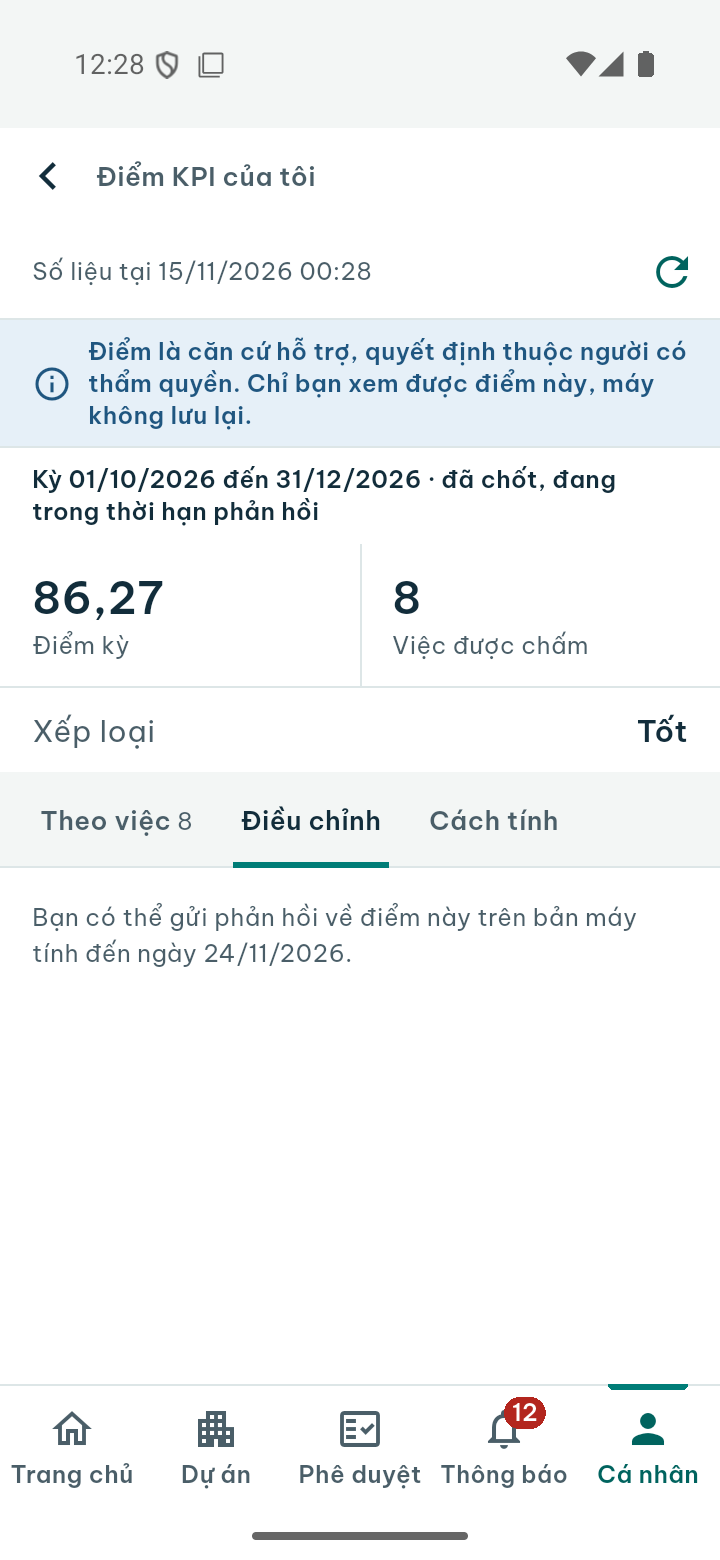 12:28
Điểm KPI của tôi
Số liệu tại 15/11/2026 00:28
Điểm là căn cứ hỗ trợ, quyết định thuộc người có
thẩm quyền. Chỉ bạn xem được điểm này, máy
không lưu lại.
Kỳ 01/10/2026 đến 31/12/2026 · đã chốt, đang
trong thời hạn phản hồi
86,27
Điểm kỳ
8
Việc được chấm
Xếp loại
Tốt
Theo việc 8
Điều chỉnh
Cách tính
Bạn có thể gửi phản hồi về điểm này trên bản máy
tính đến ngày 24/11/2026.
12
Trang chủ
Dự án
Phê duyệt
Thông báo
Cá nhân